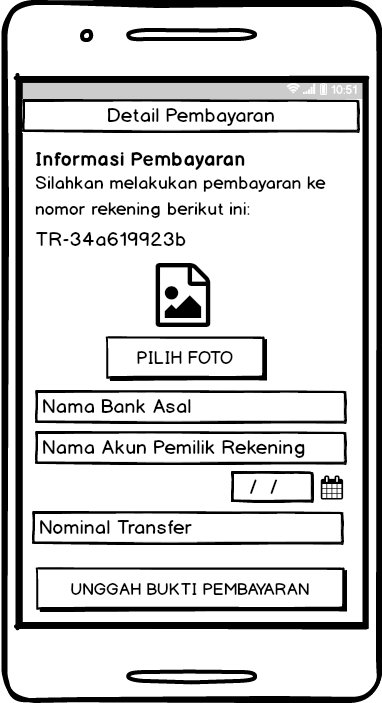 10:51
Detail Pembayaran
Informasi Pembayaran
Silahkan melakukan pembayaran ke
nomor rekening berikut ini:
TR-34a619923b
PILIH FOTO
Nama Bank Asal
Nama Akun Pemilik Rekening
/ /
Nominal Transfer
UNGGAH BUKTI PEMBAYARAN